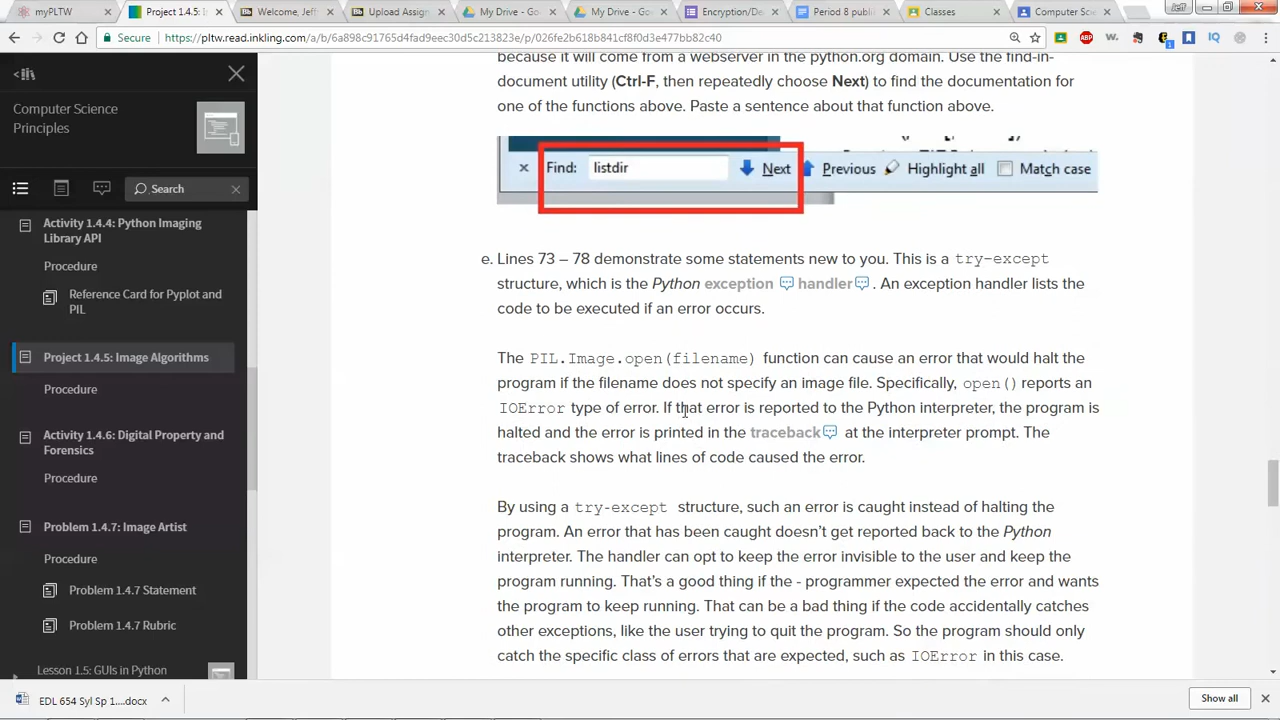 myPLTW
Project 1.4.5: I
Welcome, Jeff
Upload Assign
My Drive - Go
My Drive - Go
Encryption/De
Period 8 publi
Classes
Computer Scie
Secure
https://pltw.read.inkling.com/a/b/6a898c91765d4fad9eec30d5c213823e/p/026fe2b618b841cf8f0d3e477bb82c40
Computer Science
Principles
Search
Activity 1.4.4: Python Imaging
Library API
Procedure
Reference Card for Pyplot and
PIL
Project 1.4.5: Image Algorithms
Procedure
Activity 1.4.6: Digital Property and
Forensics
Procedure
Problem 1.4.7: Image Artist
Procedure
Problem 1.4.7 Statement
Problem 1.4.7 Rubric
Lesson 1.5: GUIs in Python
because it will come from a webserver in the python.org domain. Use the find-in-
document utility (Ctrl-F, then repeatedly choose Next) to find the documentation for
one of the functions above. Paste a sentence about that function above.
Find: listdir Next Previous Highlight all Match case
e. Lines 73 – 78 demonstrate some statements new to you. This is a try-except
structure, which is the Python exception handler. An exception handler lists the
code to be executed if an error occurs.
The PIL.Image.open(filename) function can cause an error that would halt the
program if the filename does not specify an image file. Specifically, open() reports an
IOError type of error. If that error is reported to the Python interpreter, the program is
halted and the error is printed in the traceback at the interpreter prompt. The
traceback shows what lines of code caused the error.
By using a try-except structure, such an error is caught instead of halting the
program. An error that has been caught doesn't get reported back to the Python
interpreter. The handler can opt to keep the error invisible to the user and keep the
program running. That's a good thing if the - programmer expected the error and wants
the program to keep running. That can be a bad thing if the code accidentally catches
other exceptions, like the user trying to quit the program. So the program should only
catch the specific class of errors that are expected, such as IOError in this case.
EDL 654 Syl Sp 1....docx
Show all